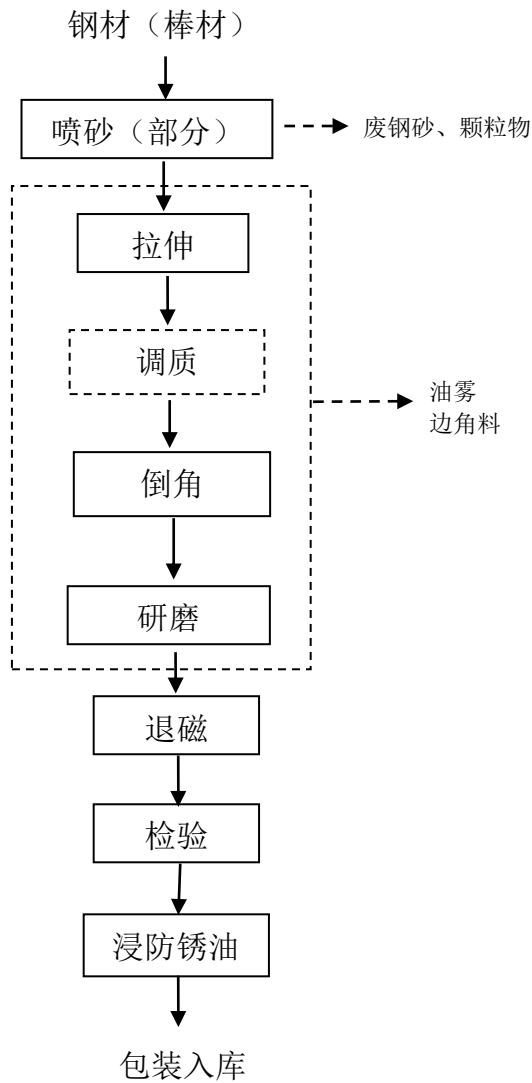 钢材（棒材）
喷砂（部分）
废钢砂、颗粒物
拉伸
调质
油雾
边角料
倒角
研磨
退磁
检验
浸防锈油
包装入库